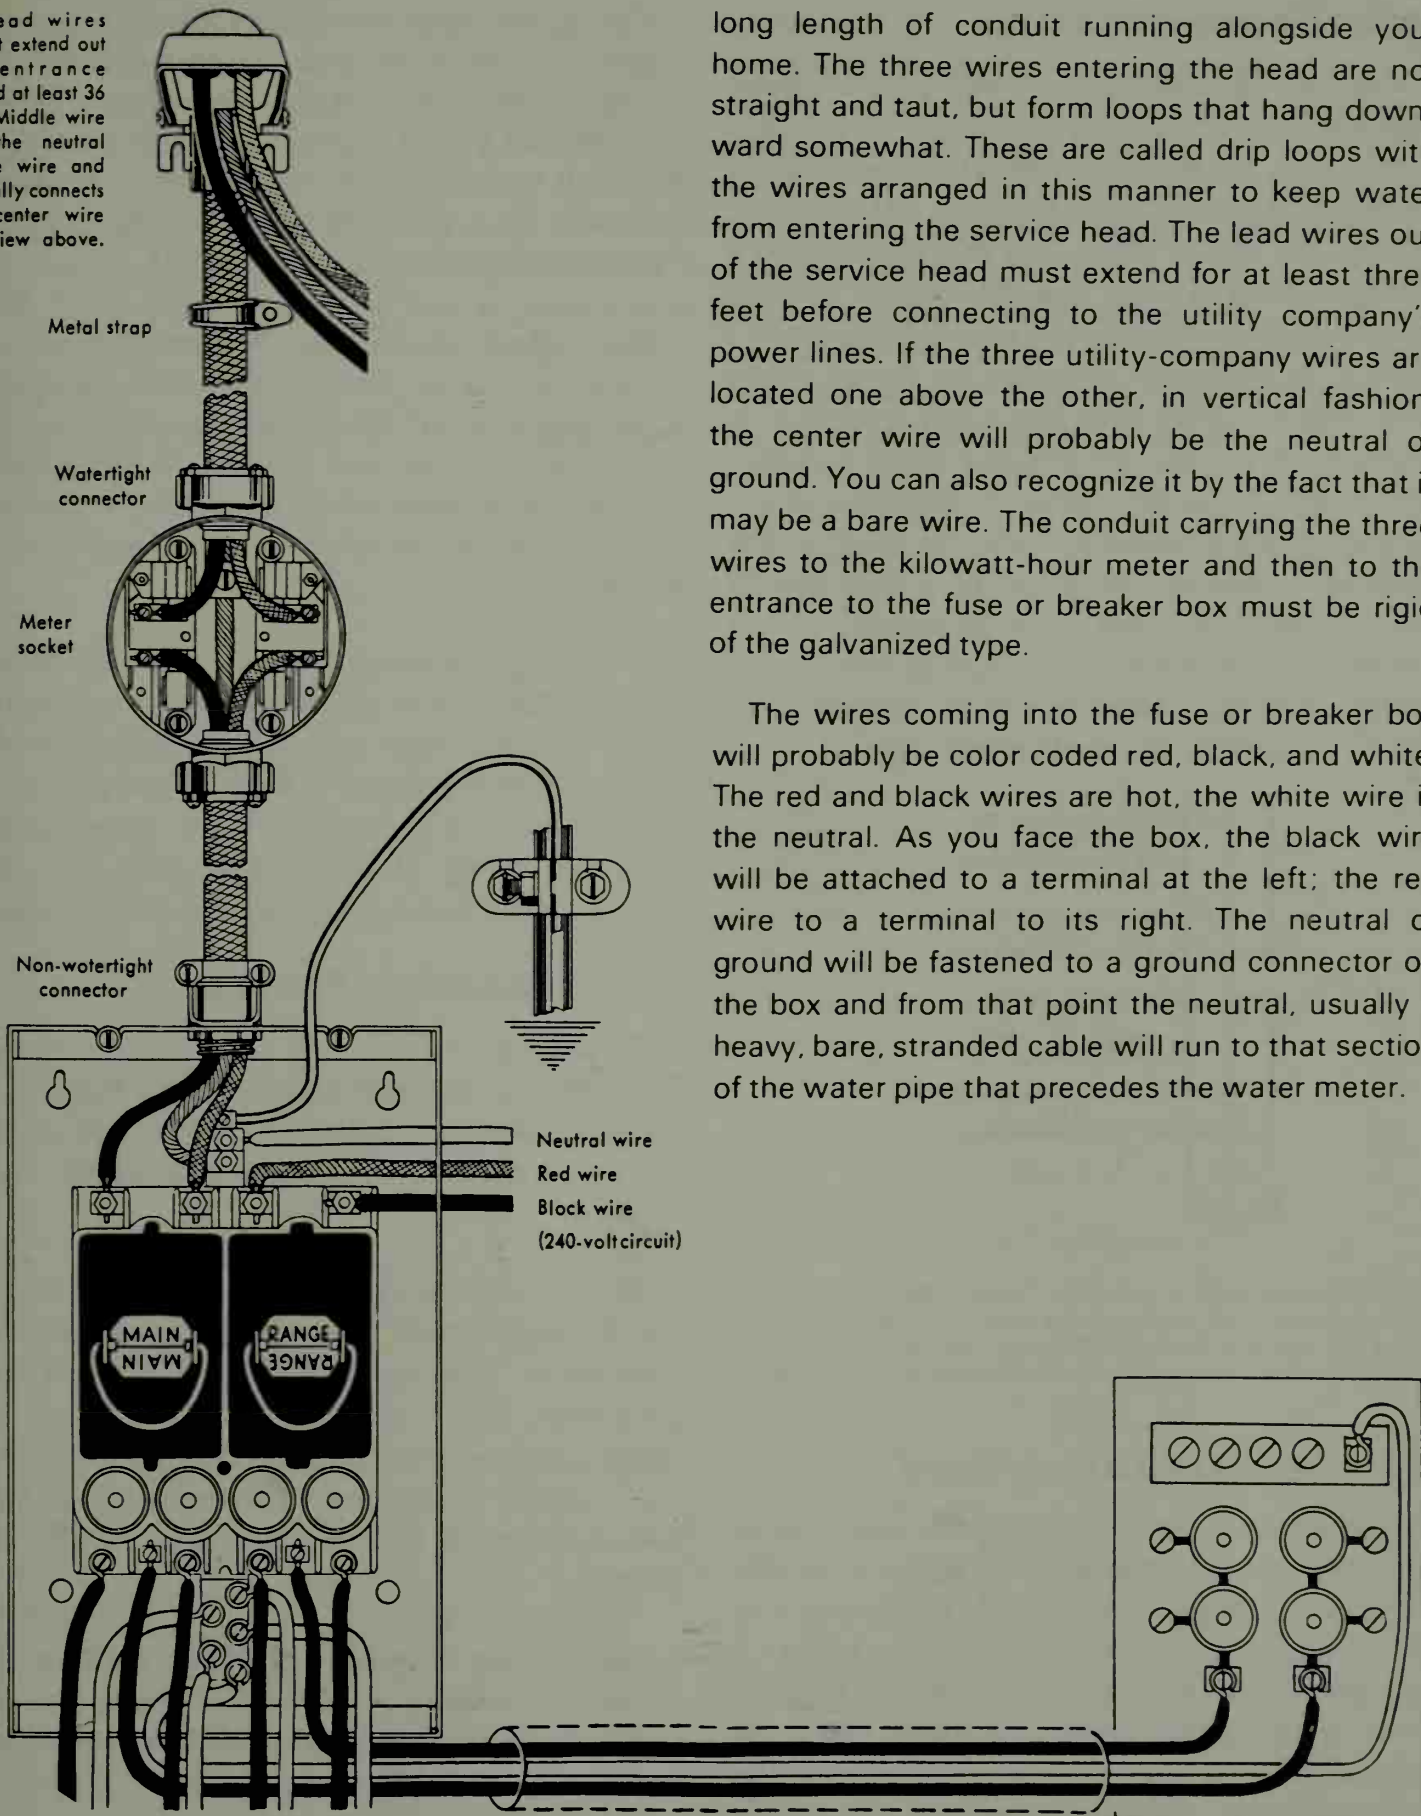 ead wires
t extend out
entrance
d at least 36
Middle wire
he neutral
e wire and
lly connects
center wire
iew above.
Metal strap
Watertight
connector
Meter
socket
Non-wotertight
connector
Neutral wire
Red wire
Block wire
(240-voltcircuit)
MAIN
MAIN
RANGE
RANGE
long length of conduit running alongside you
home. The three wires entering the head are no
straight and taut, but form loops that hang down
ward somewhat. These are called drip loops wit
the wires arranged in this manner to keep wate
from entering the service head. The lead wires ou
of the service head must extend for at least thre
feet before connecting to the utility company'
power lines. If the three utility-company wires ar
located one above the other, in vertical fashion
the center wire will probably be the neutral o
ground. You can also recognize it by the fact that i
may be a bare wire. The conduit carrying the three
wires to the kilowatt-hour meter and then to th
entrance to the fuse or breaker box must be rigid
of the galvanized type.
The wires coming into the fuse or breaker bo
will probably be color coded red, black, and white
The red and black wires are hot, the white wire i
the neutral. As you face the box, the black wir
will be attached to a terminal at the left; the re
wire to a terminal to its right. The neutral o
ground will be fastened to a ground connector o
the box and from that point the neutral, usually
heavy, bare, stranded cable will run to that sectio
of the water pipe that precedes the water meter.